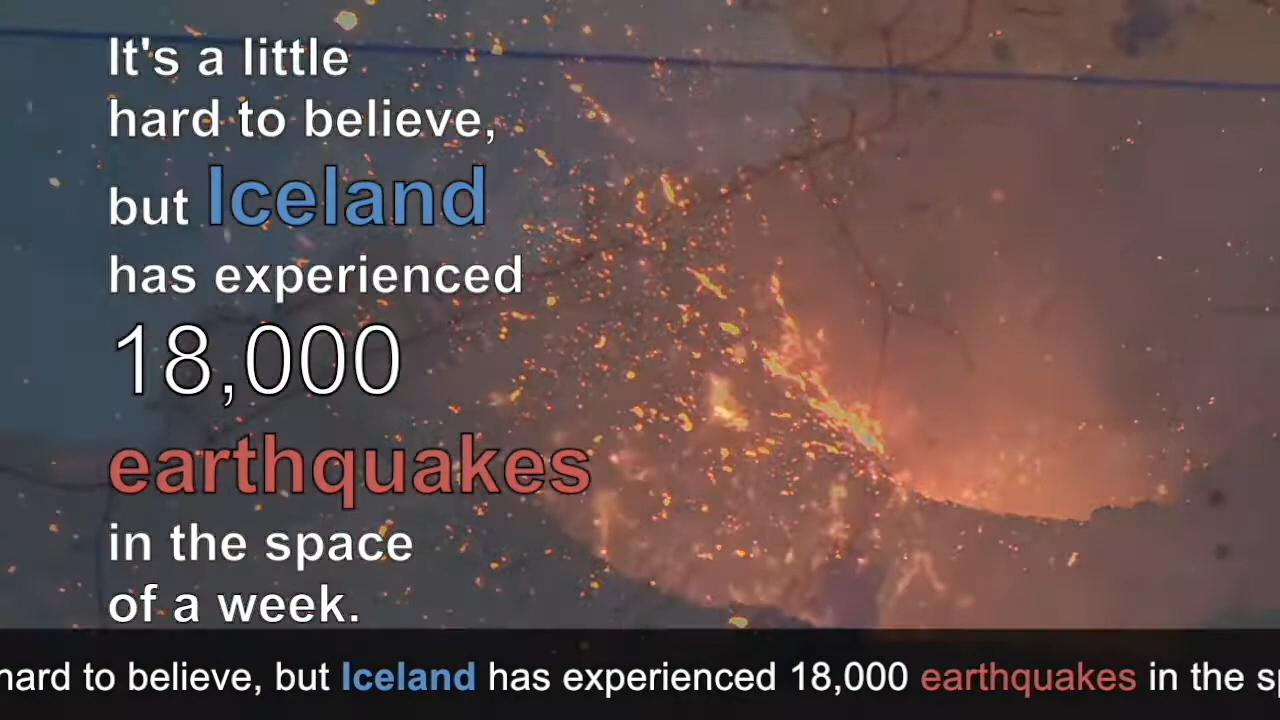 It's a little
hard to believe,
but Iceland
has experienced
18,000
earthquakes
in the space
of a week.
hard to believe, but Iceland has experienced 18,000 earthquakes in the